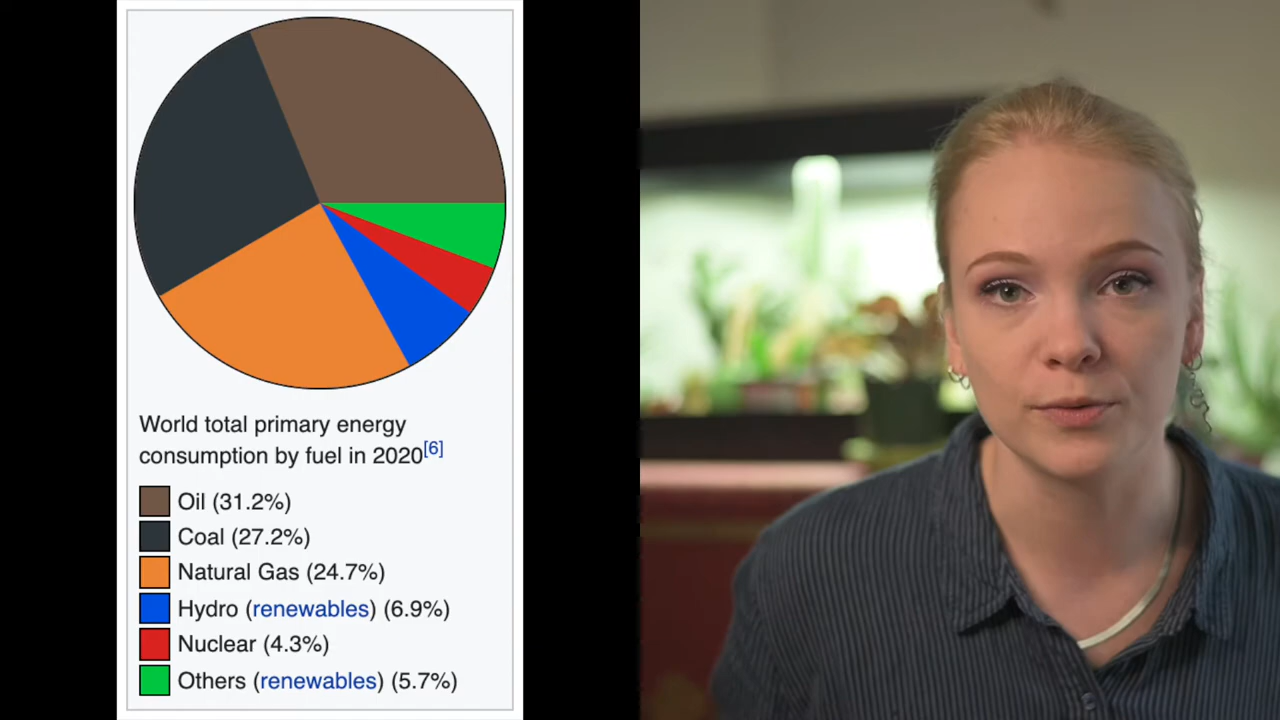 World total primary energy
consumption by fuel in 2020[6]
Oil (31.2%)
Coal (27.2%)
Natural Gas (24.7%)
Hydro (renewables) (6.9%)
Nuclear (4.3%)
Others (renewables) (5.7%)